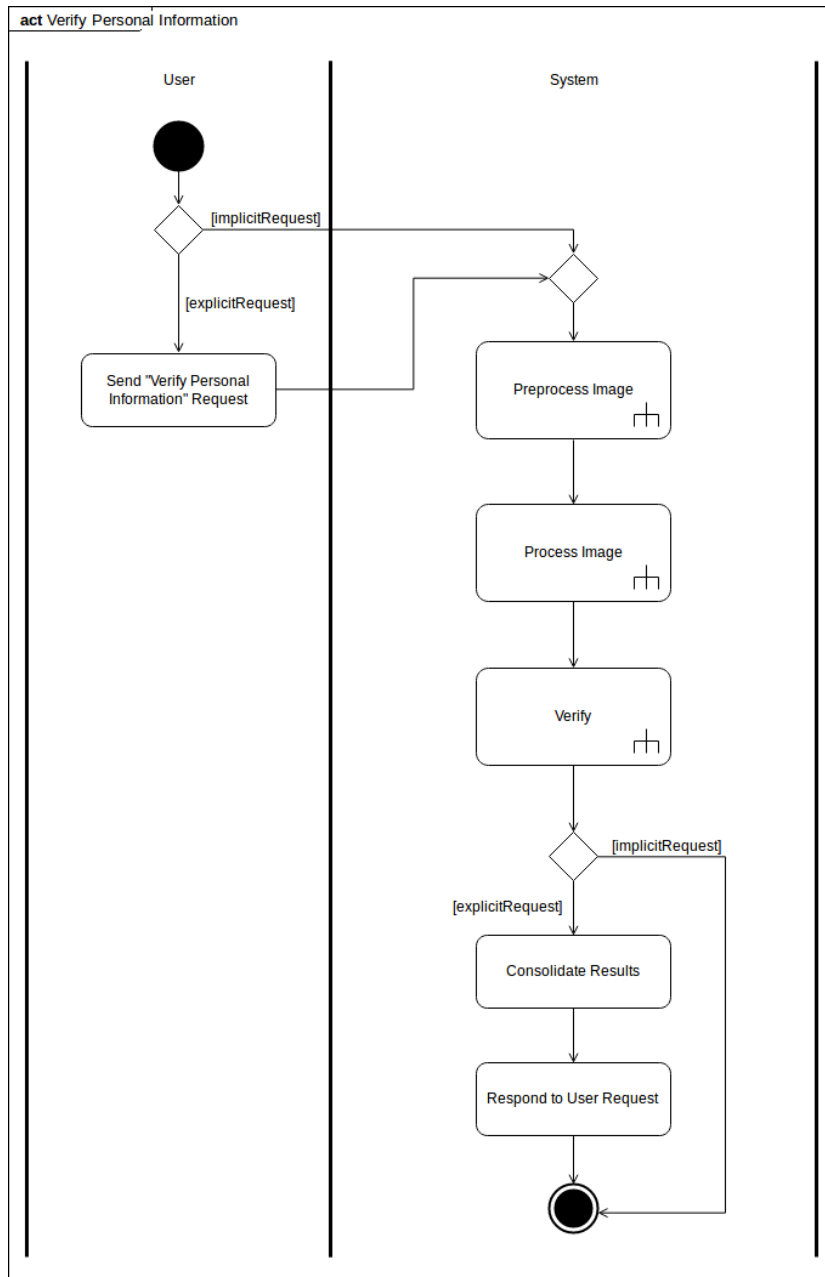 act Verify Personal Information
User
System
[implicitRequest]
[explicitRequest]
Send "Verify Personal
Information" Request
Preprocess Image
Process Image
Verify
[implicitRequest]
[explicitRequest]
Consolidate Results
Respond to User Request